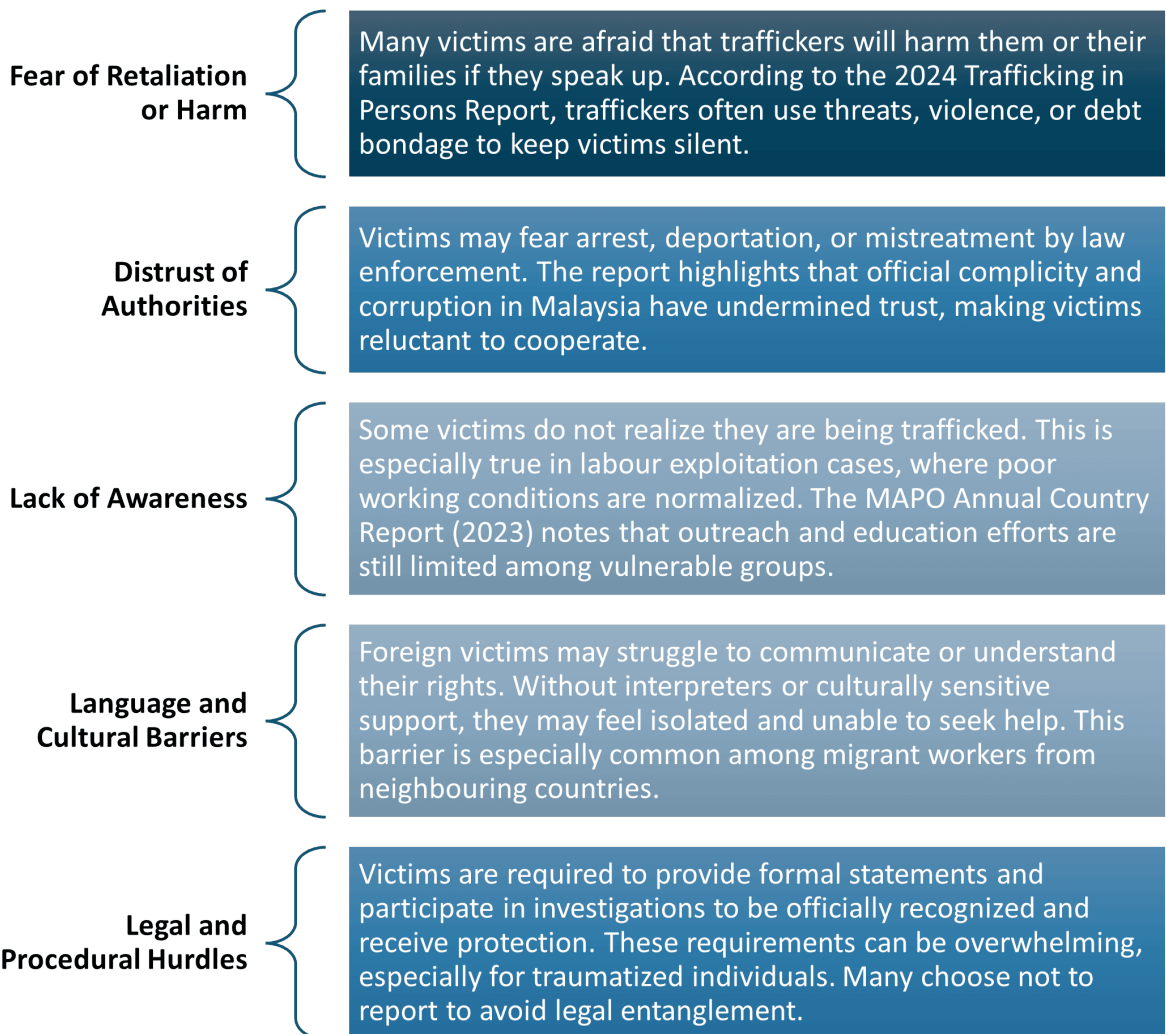 Fear of Retaliation
or Harm
Many victims are afraid that traffickers will harm them or their
families if they speak up. According to the 2024 Trafficking in
Persons Report, traffickers often use threats, violence, or debt
bondage to keep victims silent.
Distrust of
Authorities
Victims may fear arrest, deportation, or mistreatment by law
enforcement. The report highlights that official complicity and
corruption in Malaysia have undermined trust, making victims
reluctant to cooperate.
Lack of Awareness
Some victims do not realize they are being trafficked. This is
especially true in labour exploitation cases, where poor
working conditions are normalized. The MAPO Annual Country
Report (2023) notes that outreach and education efforts are
still limited among vulnerable groups.
Language and
Cultural Barriers
Foreign victims may struggle to communicate or understand
their rights. Without interpreters or culturally sensitive
support, they may feel isolated and unable to seek help. This
barrier is especially common among migrant workers from
neighbouring countries.
Legal and
Procedural Hurdles
Victims are required to provide formal statements and
participate in investigations to be officially recognized and
receive protection. These requirements can be overwhelming,
especially for traumatized individuals. Many choose not to
report to avoid legal entanglement.